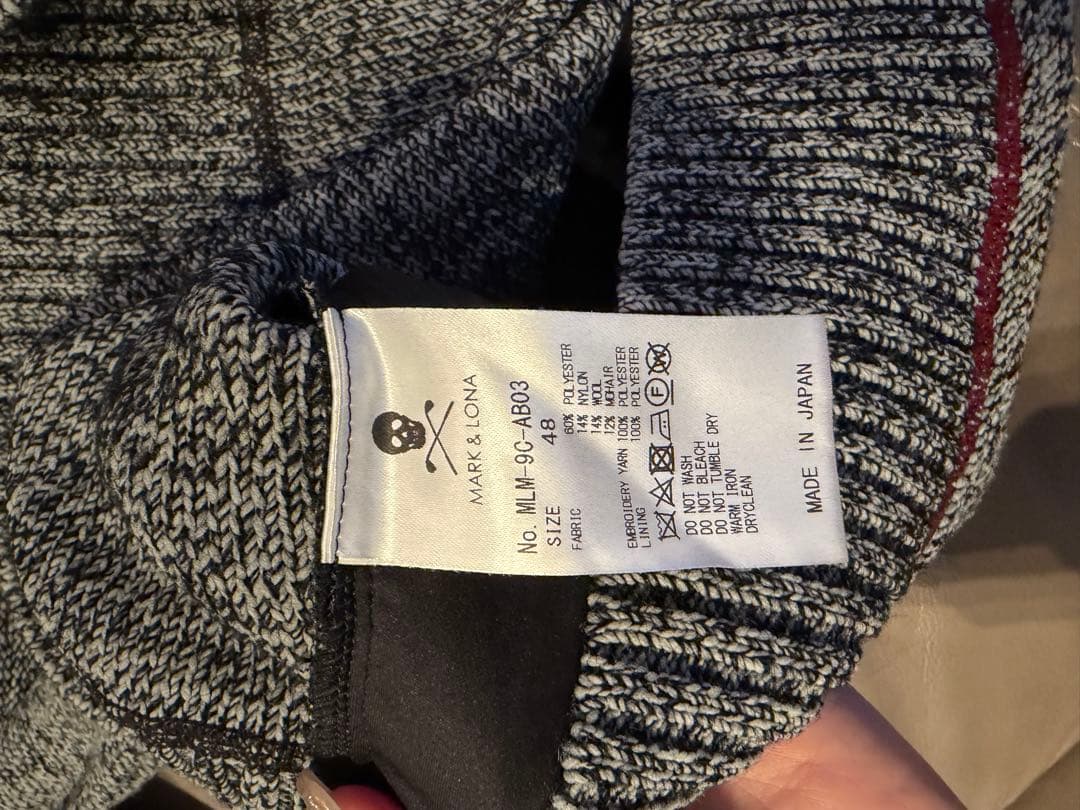 MARK & LONA
No. MLM-9C-AB03
SIZE 48
FABRIC 60% POLYESTER
14% NYLON
14% WOOL
12% MOHAIR
EMBROIDERY YARN 100% POLYESTER
LINING 100% POLYESTER
F
DO NOT WASH
DO NOT BLEACH
DO NOT TUMBLE DRY
WARM IRON
DRYCLEAN
MADE IN JAPAN